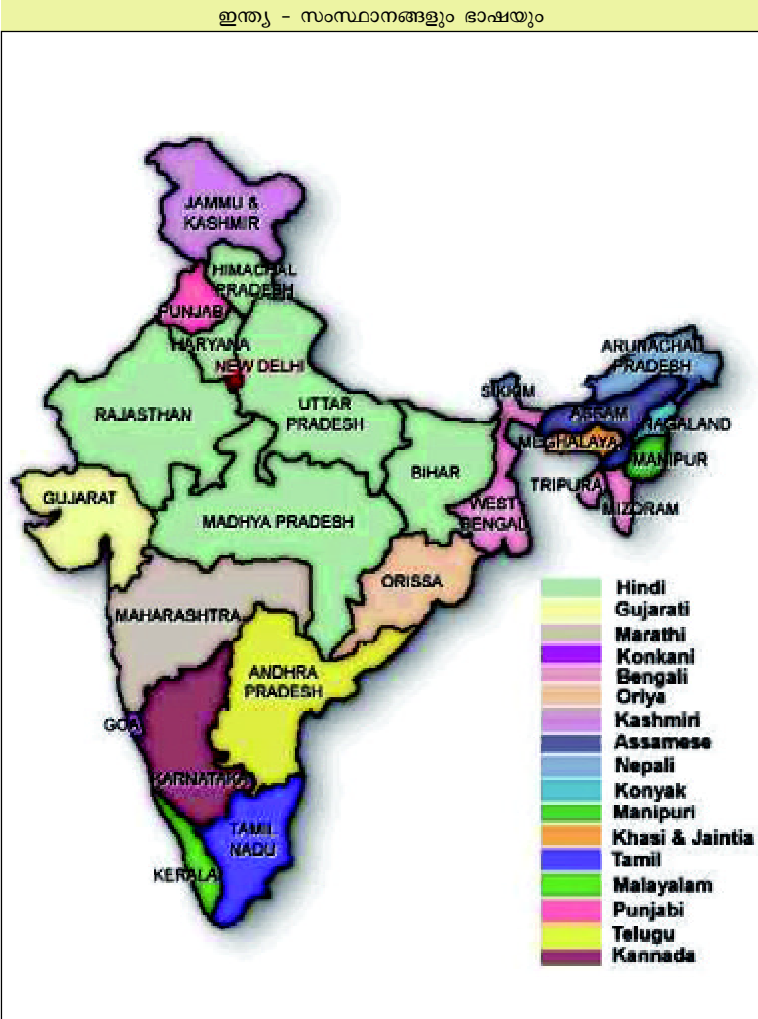 ഇന്ത്യ - സംസ്ഥാനങ്ങളും ഭാഷയും
JAMMU &
KASHMIR
HIMACHAL
PRADESH
PUNJAB
HARYANA
NEW DELHI
RAJASTHAN
UTTAR
PRADESH
BIHAR
SIKKIM
ARUNACHAL
PRADESH
ASSAM
NAGALAND
MEGHALAYA
MANIPUR
TRIPURA
MIZORAM
WEST
BENGAL
GUJARAT
MADHYA PRADESH
ORISSA
MAHARASHTRA
ANDHRA
PRADESH
GOA
KARNATAKA
TAMIL
NADU
KERALA
Hindi
Gujarati
Marathi
Konkani
Bengali
Oriya
Kashmiri
Assamese
Nepali
Konyak
Manipuri
Khasi & Jaintia
Tamil
Malayalam
Punjabi
Telugu
Kannada